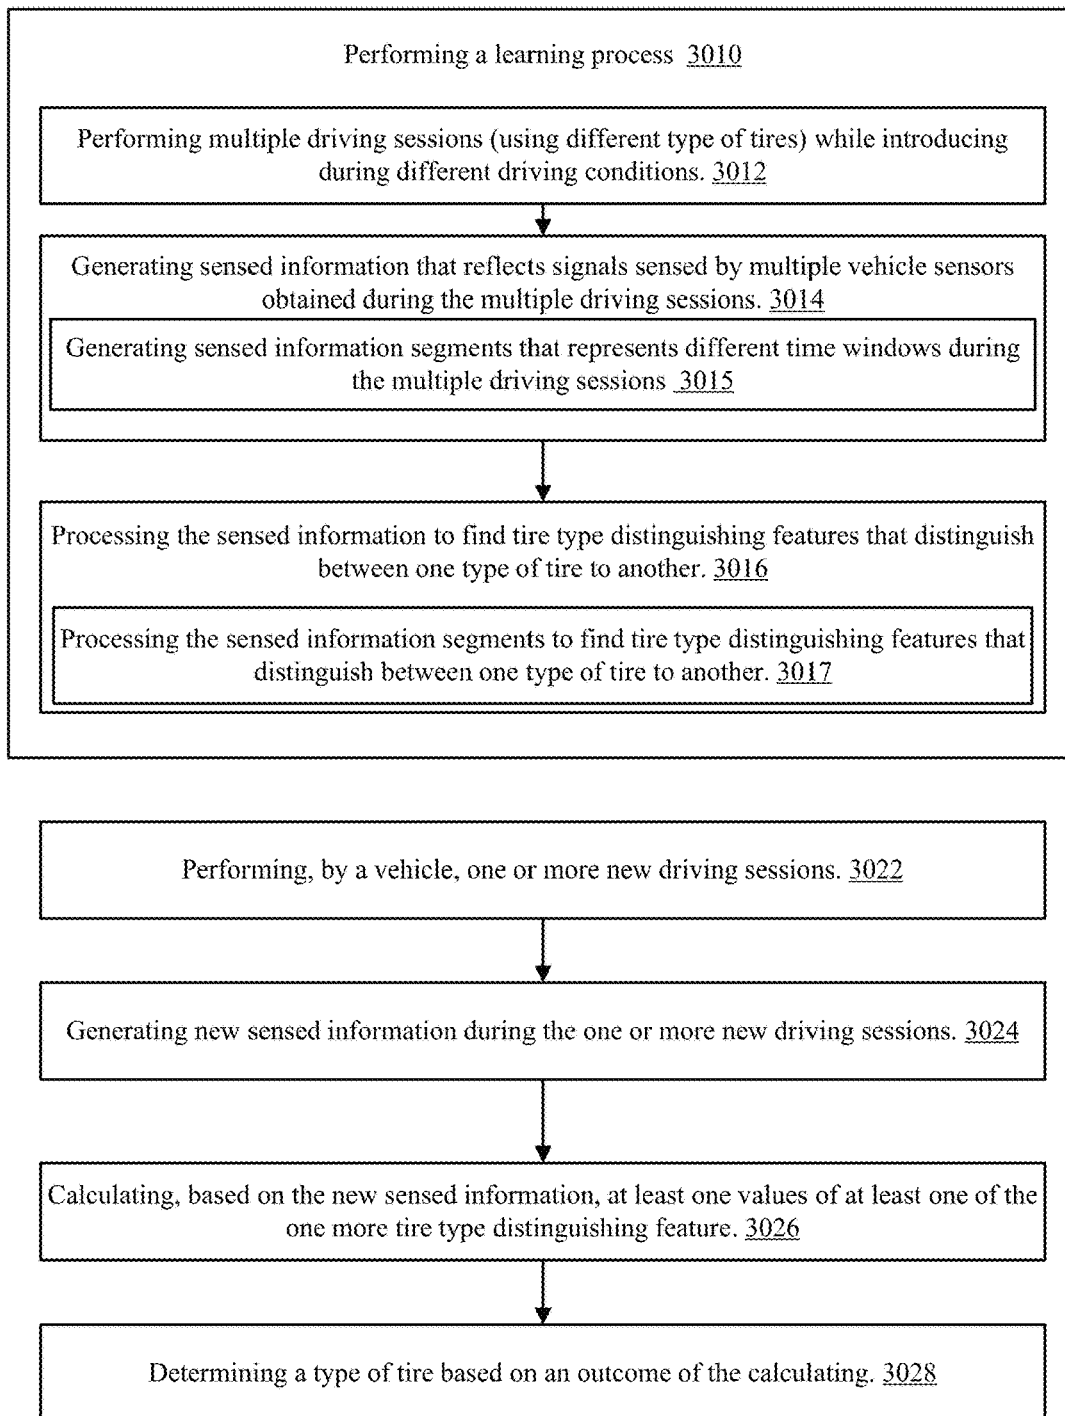 Performing a learning process 3010
Performing multiple driving sessions (using different type of tires) while introducing
during different driving conditions. 3012
Generating sensed information that reflects signals sensed by multiple vehicle sensors
obtained during the multiple driving sessions. 3014
Generating sensed information segments that represents different time windows during
the multiple driving sessions 3015
Processing the sensed information to find tire type distinguishing features that distinguish
between one type of tire to another. 3016
Processing the sensed information segments to find tire type distinguishing features that
distinguish between one type of tire to another. 3017
Performing, by a vehicle, one or more new driving sessions. 3022
Generating new sensed information during the one or more new driving sessions. 3024
Calculating, based on the new sensed information, at least one values of at least one of the
one more tire type distinguishing feature. 3026
Determining a type of tire based on an outcome of the calculating. 3028